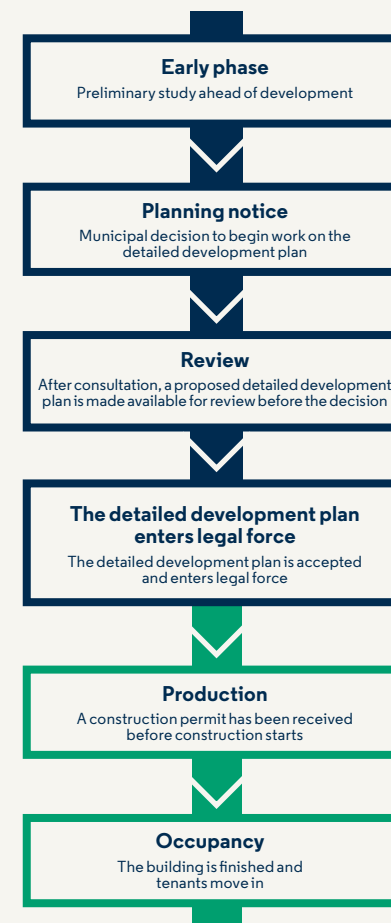 Early phase
Preliminary study ahead of development
Planning notice
Municipal decision to begin work on the
detailed development plan
Review
After consultation, a proposed detailed development
plan is made available for review before the decision
The detailed development plan
enters legal force
The detailed development plan is accepted
and enters legal force
Production
A construction permit has been received
before construction starts
Occupancy
The building is finished and
tenants move in